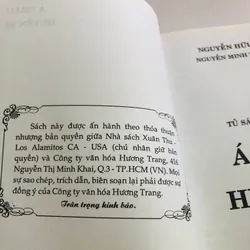 Sách này được ấn hành theo thỏa thuận
nhượng bản quyền giữa Nhà sách Xuân Thu -
Los Alamitos CA - USA (chủ nhân giữ bản
quyền) và Công ty văn hóa Hương Trang, 416
Nguyễn Thị Minh Khai, Q.3 - TP.HCM (VN). Mọi
sự sao chép, trích dẫn, biên soạn lại phải được sự
đồng ý của Công ty văn hóa Hương Trang.
Trân trọng kính báo.
NGUYỄN HỮU
NGUYỄN MINH
TỦ SÁ
Á
H